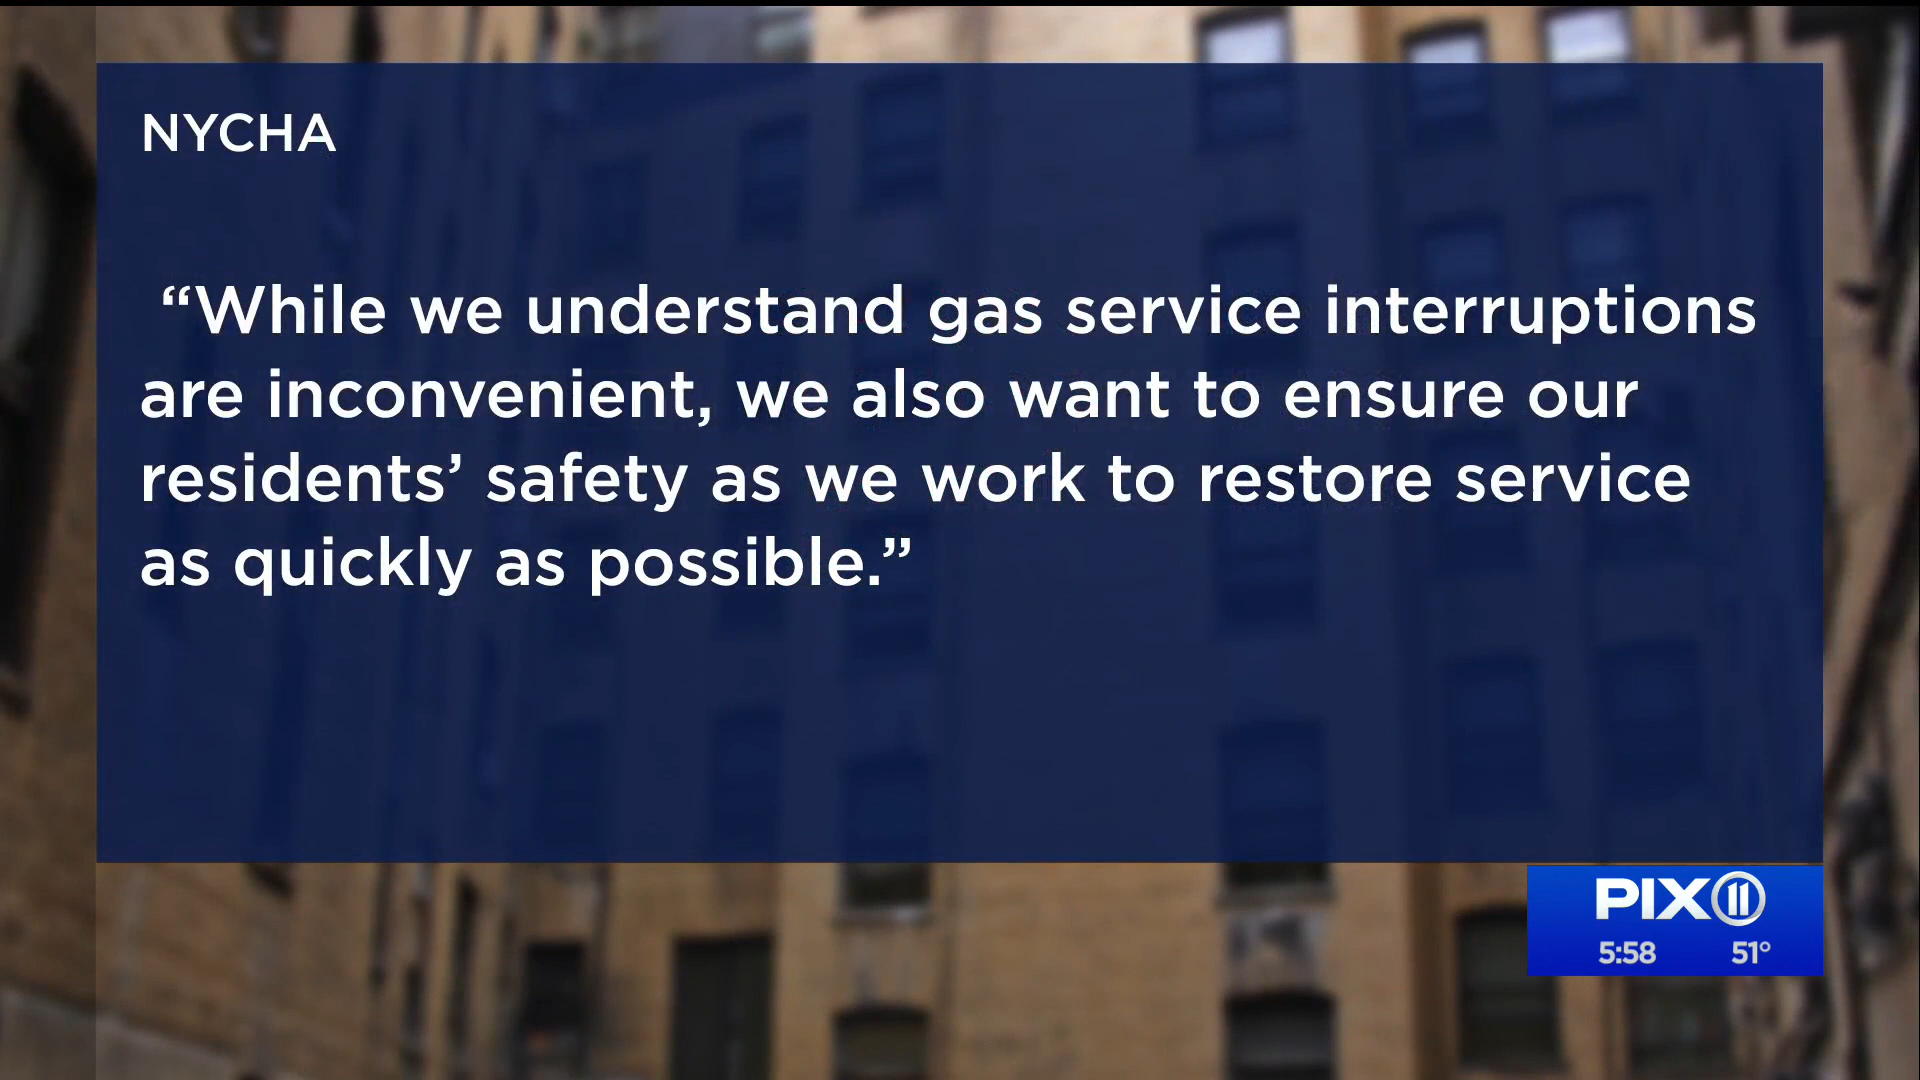 NYCHA
“While we understand gas service interruptions
are inconvenient, we also want to ensure our
residents’ safety as we work to restore service
as quickly as possible.”
PIX11
5:58 51°